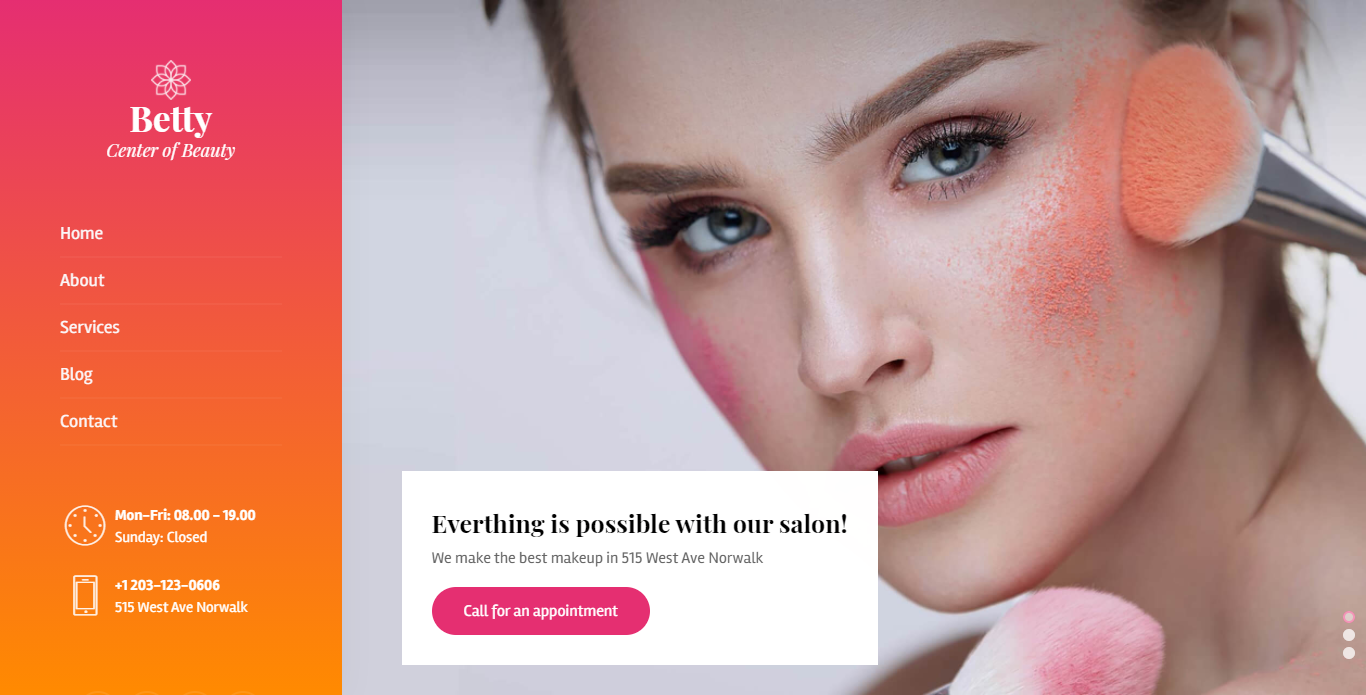 Betty
Center of Beauty
Home
About
Services
Blog
Contact
Mon-Fri: 08.00 - 19.00
Sunday: Closed
+1 203-123-0606
515 West Ave Norwalk
Everthing is possible with our salon!
We make the best makeup in 515 West Ave Norwalk
Call for an appointment